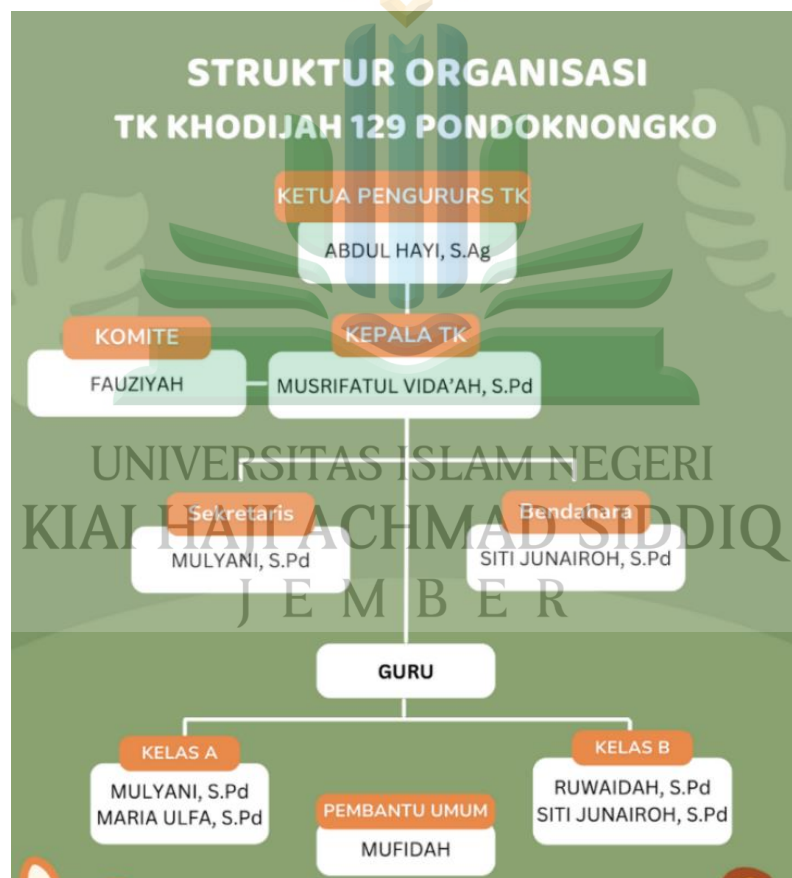 STRUKTUR ORGANISASI
TK KHODIJAH 129 PONDOKNONGKO
KETUA PENGURURS TK
ABDUL HAYI, S.Ag
KOMITE
FAUZIYAH
KEPALA TK
MUSRIFATUL VIDA'AH, S.Pd
UNIVERSITAS ISLAM NEGERI
KIAI HAJI ACHMAD SIDDIQ
JEMBER
Sekretaris
MULYANI, S.Pd
Bendahara
SITI JUNAIROH, S.Pd
GURU
KELAS A
MULYANI, S.Pd
MARIA ULFA, S.Pd
KELAS B
RUWAIDAH, S.Pd
SITI JUNAIROH, S.Pd
PEMBANTU UMUM
MUFIDAH